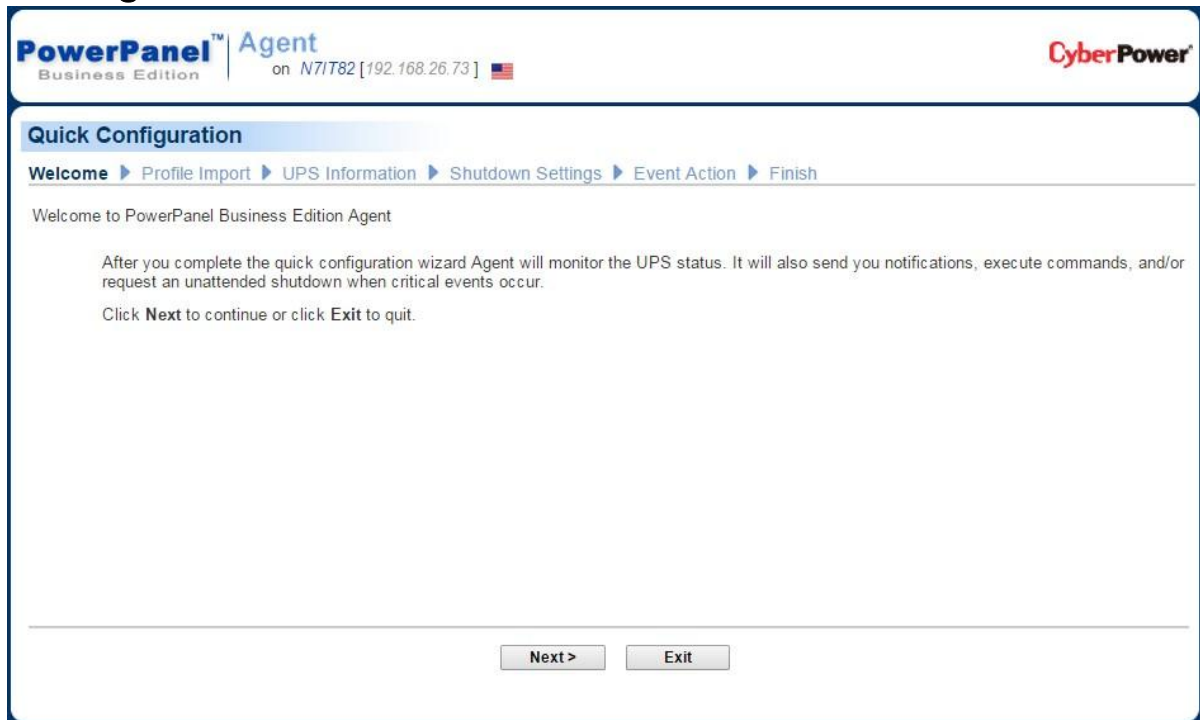 PowerPanel™ Agent
Business Edition on N7IT82 [192.168.26.73]
CyberPower
Quick Configuration
Welcome Profile Import UPS Information Shutdown Settings Event Action Finish
Welcome to PowerPanel Business Edition Agent
After you complete the quick configuration wizard Agent will monitor the UPS status. It will also send you notifications, execute commands, and/or
request an unattended shutdown when critical events occur.
Click Next to continue or click Exit to quit.
Next > Exit